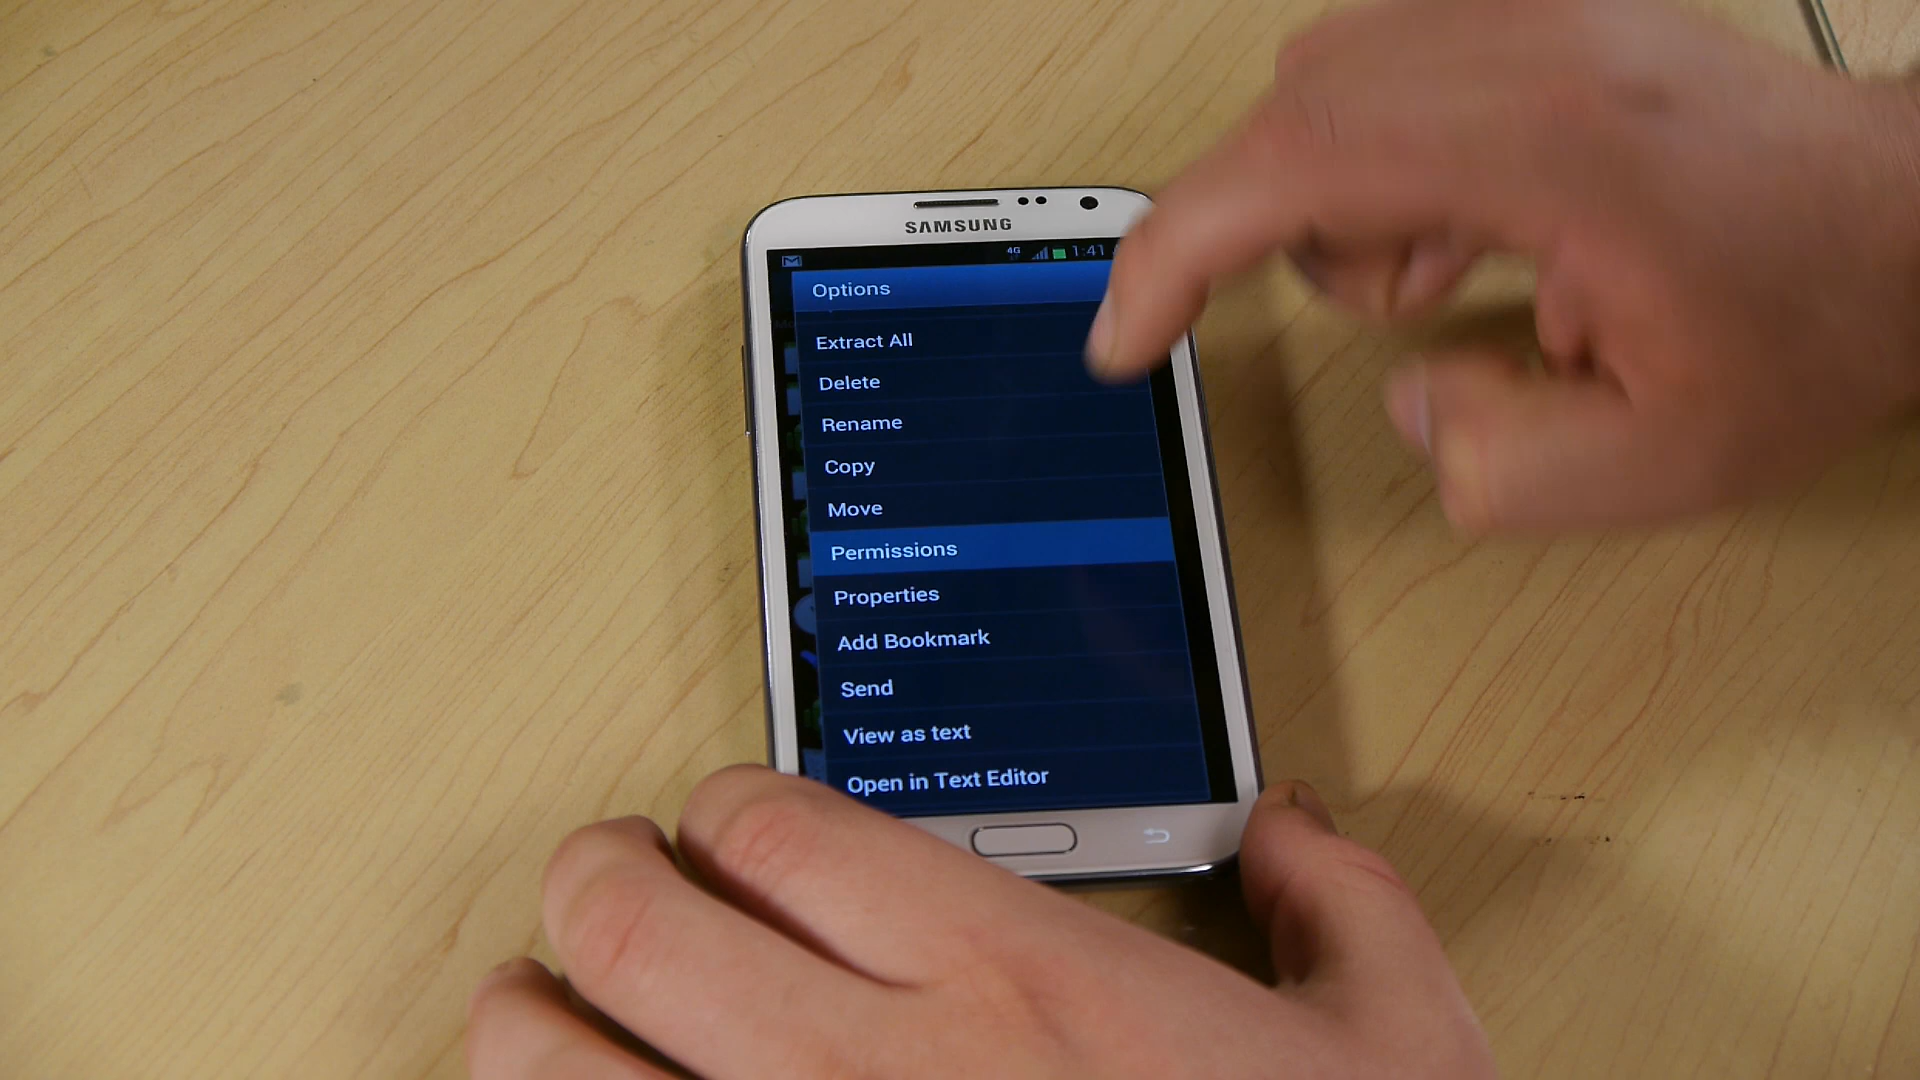 SAMSUNG
4G 1:41
Options
Extract All
Delete
Rename
Copy
Move
Permissions
Properties
Add Bookmark
Send
View as text
Open in Text Editor